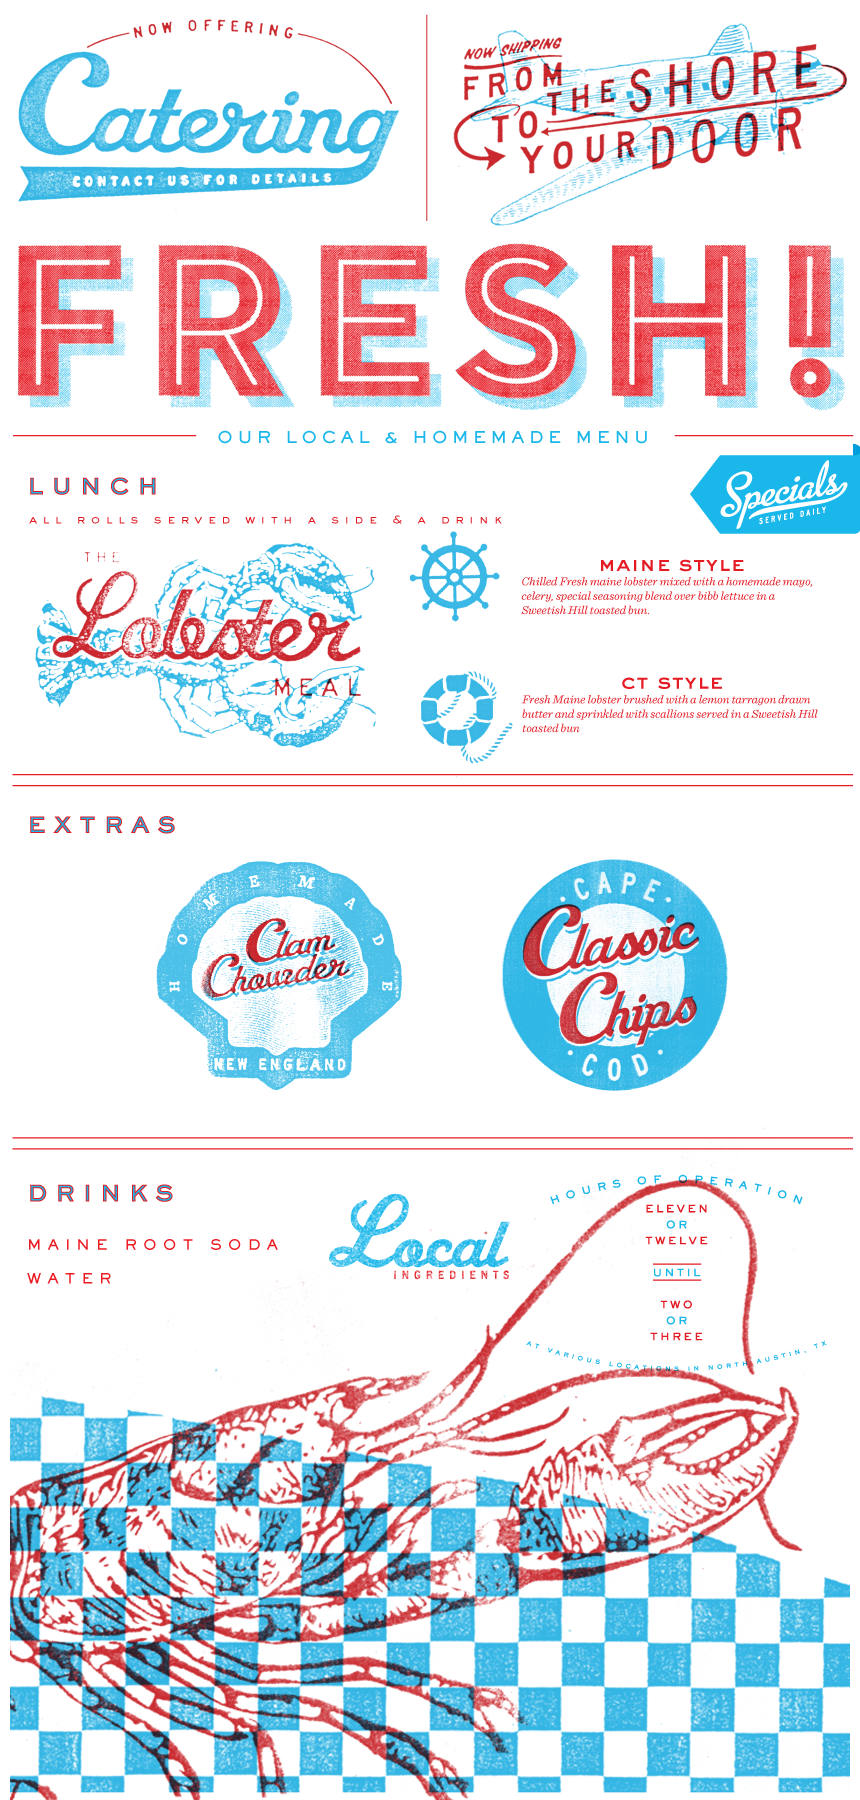 NOW OFFERING
Catering
CONTACT US FOR DETAILS
NOW SHIPPING
FROM
THE SHORE
TO
YOUR DOOR
FRESH!
OUR LOCAL & HOMEMADE MENU
LUNCH
Specials
SERVED DAILY
ALL ROLLS SERVED WITH A SIDE & A DRINK
THE
Lobster
MEAL
MAINE STYLE
Chilled Fresh maine lobster mixed with a homemade mayo,
celery, special seasoning blend over bibb lettuce in a
Sweetish Hill toasted bun.
CT STYLE
Fresh Maine lobster brushed with a lemon tarragon drawn
butter and sprinkled with scallions served in a Sweetish Hill
toasted bun
EXTRAS
HOMEMADE
Clam
Chowder
NEW ENGLAND
CAPE
Classic
Chips
COD
DRINKS
MAINE ROOT SODA
WATER
Local
INGREDIENTS
HOURS OF OPERATION
ELEVEN
OR
TWELVE
UNTIL
TWO
OR
THREE
AT VARIOUS LOCATIONS IN NORTH AUSTIN, TX